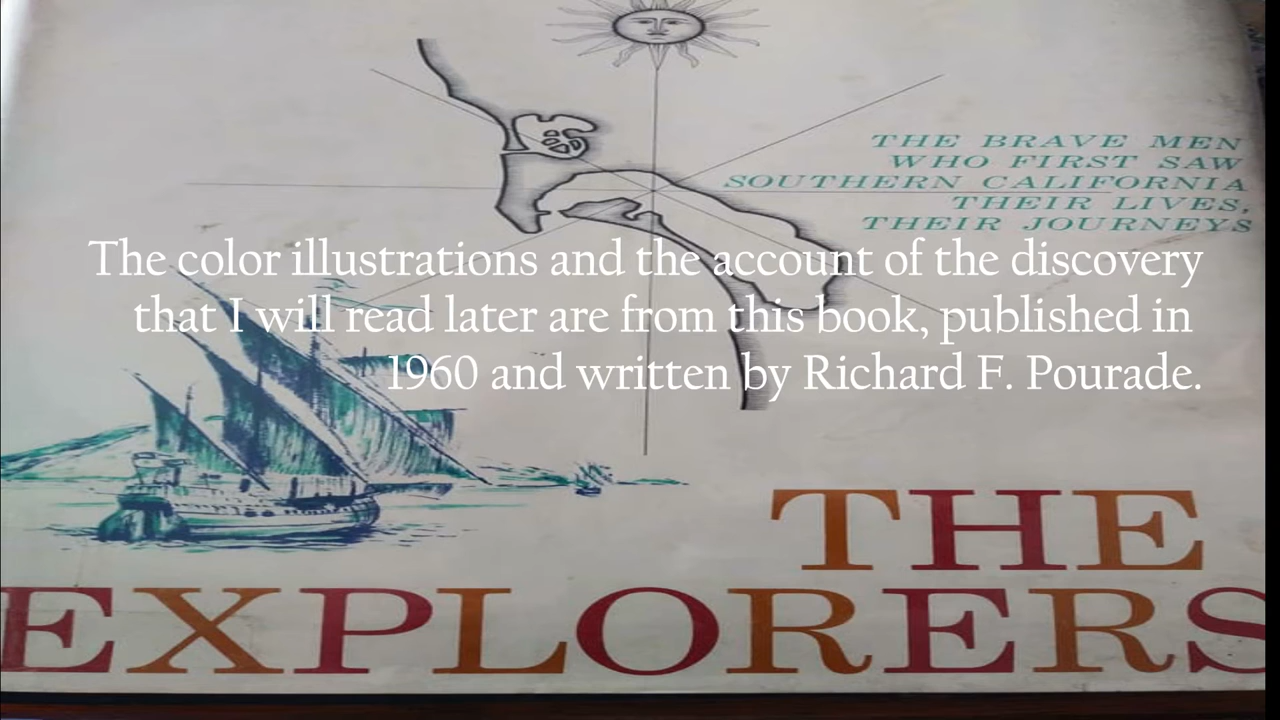 THE BRAVE MEN
WHO FIRST SAW
SOUTHERN CALIFORNIA
THEIR LIVES,
THEIR JOURNEYS
The color illustrations and the account of the discovery
that I will read later are from this book, published in
1960 and written by Richard F. Pourade.
THE
EXPLORERS